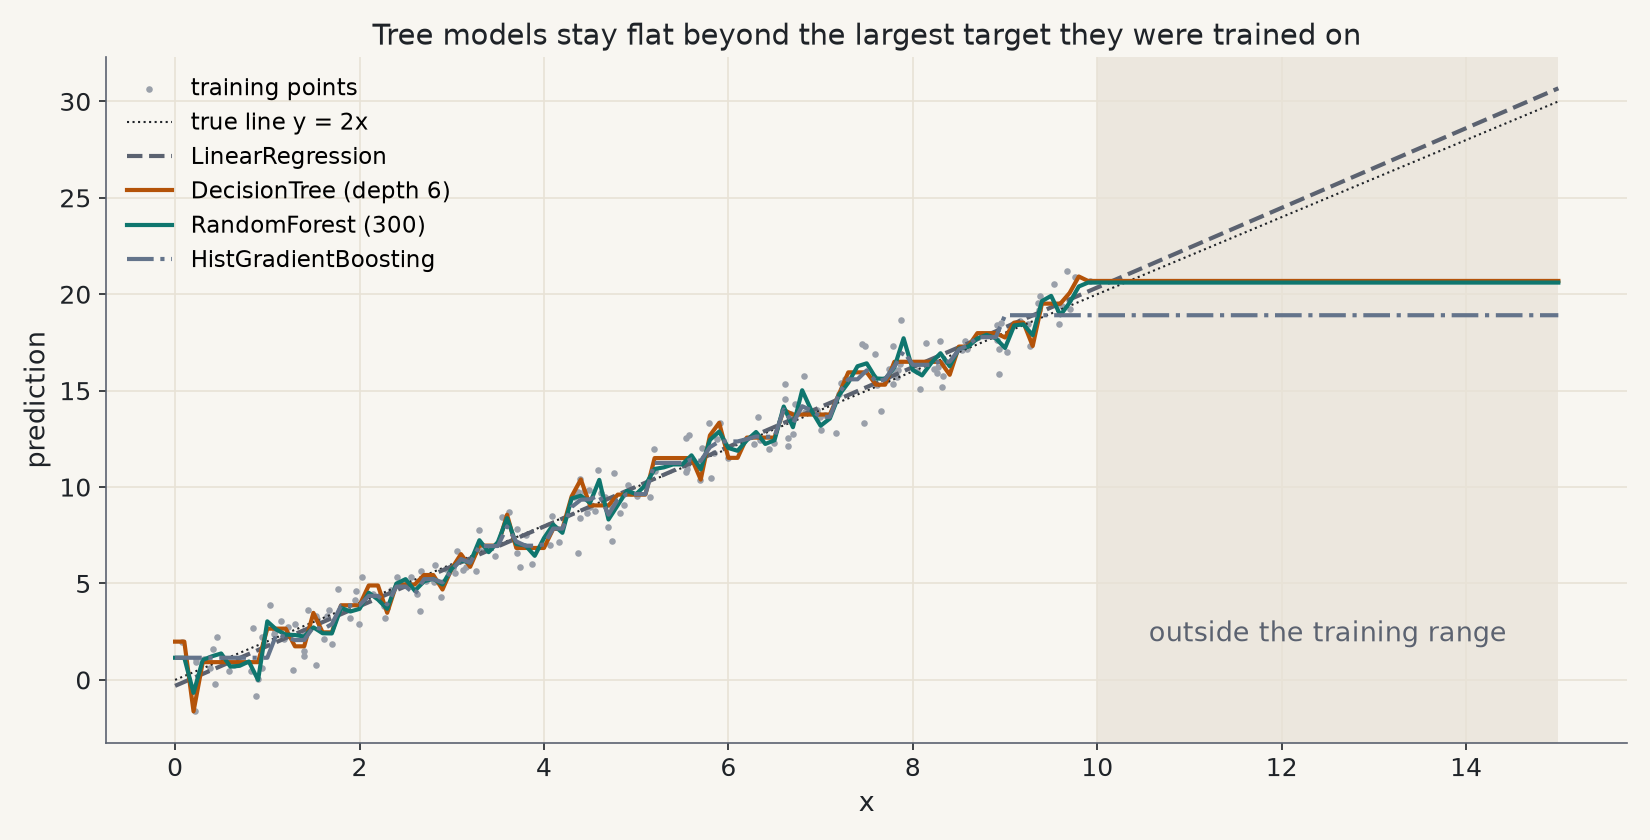 Tree models stay flat beyond the largest target they were trained on
training points
true line y = 2x
LinearRegression
DecisionTree (depth 6)
RandomForest (300)
HistGradientBoosting
30
25
20
15
10
5
0
prediction
outside the training range
0 2 4 6 8 10 12 14
x